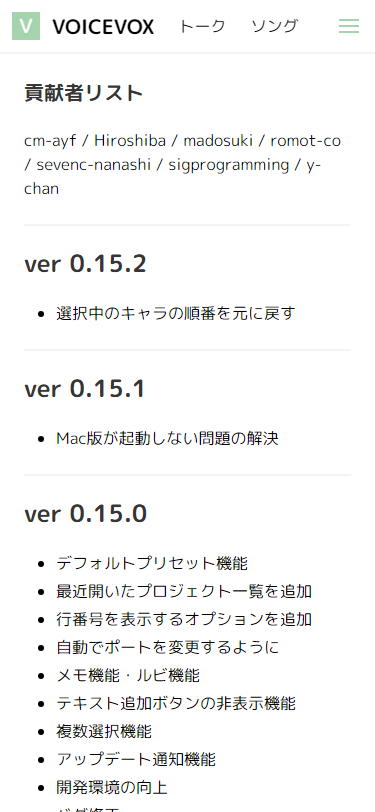 V VOICEVOX トーク ソング
貢献者リスト
cm-ayf / Hiroshiba / madosuki / romot-co
/ sevenc-nanashi / sigprogramming / y-
chan
ver 0.15.2
選択中のキャラの順番を元に戻す
ver 0.15.1
Mac版が起動しない問題の解決
ver 0.15.0
デフォルトプリセット機能
最近開いたプロジェクト一覧を追加
行番号を表示するオプションを追加
自動でポートを変更するように
メモ機能・ルビ機能
テキスト追加ボタンの非表示機能
複数選択機能
アップデート通知機能
開発環境の向上